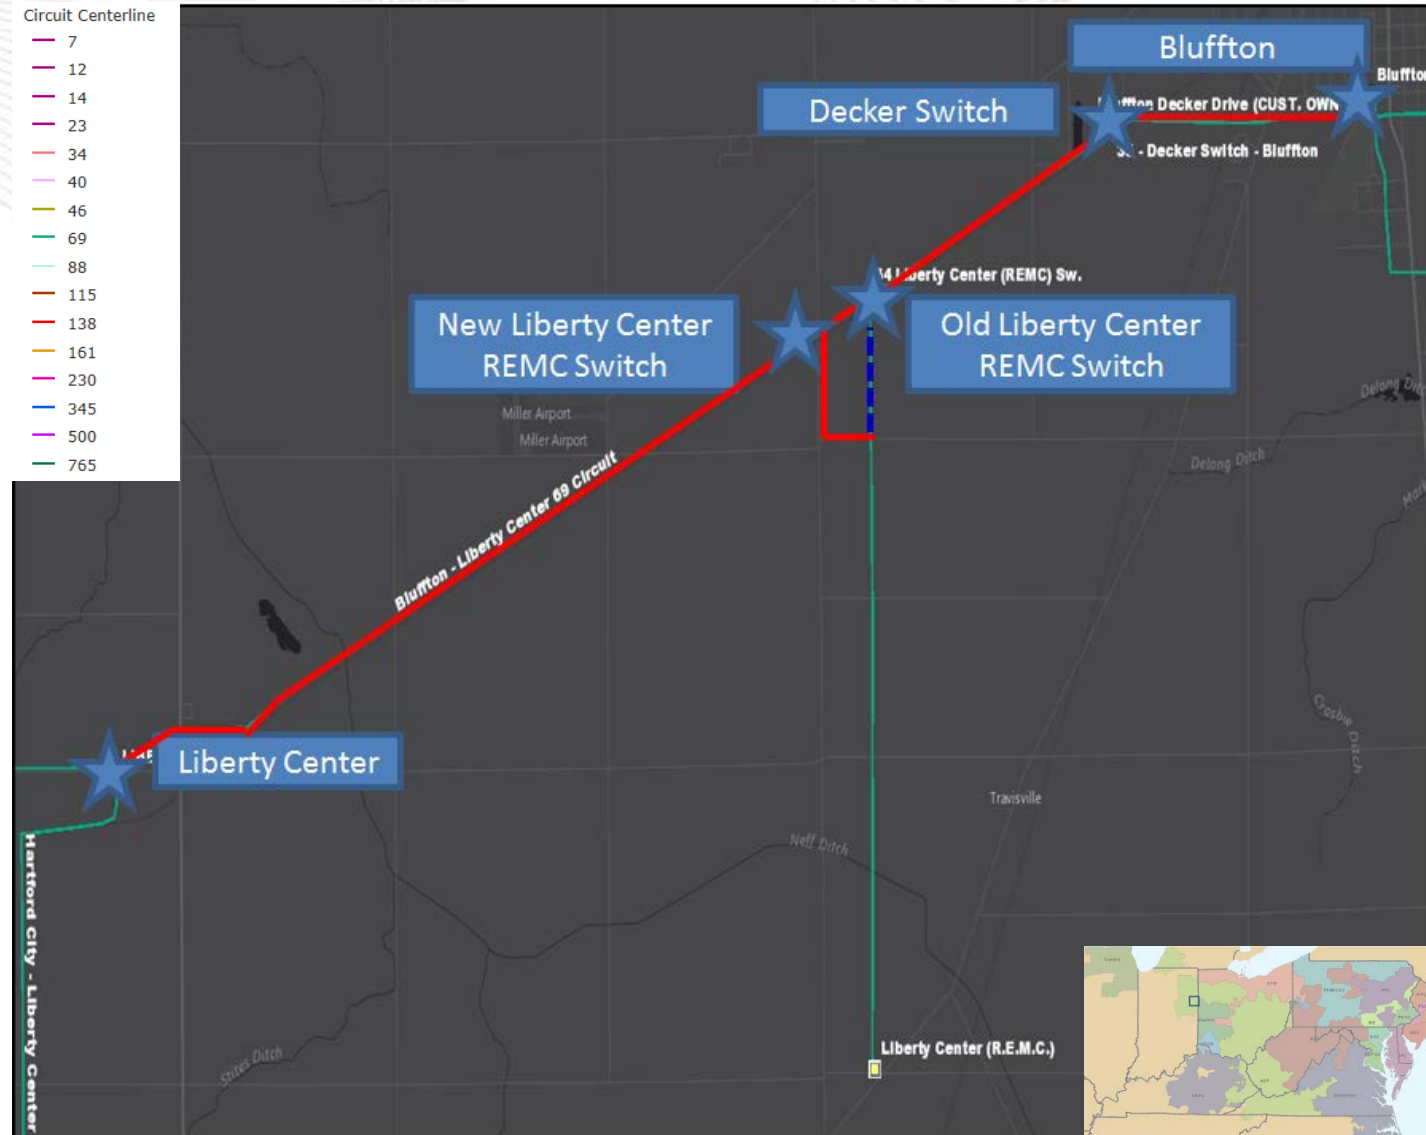 Circuit Centerline
7
12
14
23
34
40
46
69
88
115
138
161
230
345
500
765
Bluffton
Decker Switch
Decker Drive (CUST. OWN
- Decker Switch - Bluffton
Liberty Center (REMC) Sw.
New Liberty Center
REMC Switch
Old Liberty Center
REMC Switch
Miller Airport
Miller Airport
Delong Ditch
Bluffton - Liberty Center 69 Circuit
Crosbie Ditch
Liberty Center
Travisville
Neff Ditch
Hartford City - Liberty Center
Stites Ditch
Liberty Center (R.E.M.C.)